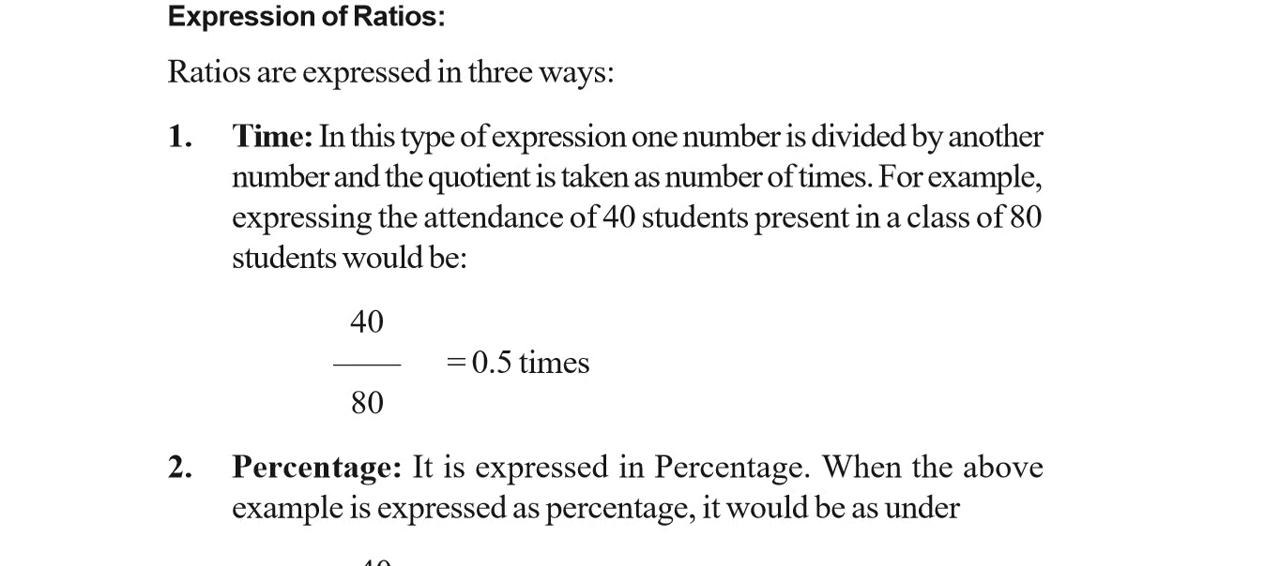 Expression of Ratios:
Ratios are expressed in three ways:
1. Time: In this type of expression one number is divided by another
number and the quotient is taken as number of times. For example,
expressing the attendance of 40 students present in a class of 80
students would be:
40
= 0.5 times
80
2. Percentage: It is expressed in Percentage. When the above
example is expressed as percentage, it would be as under